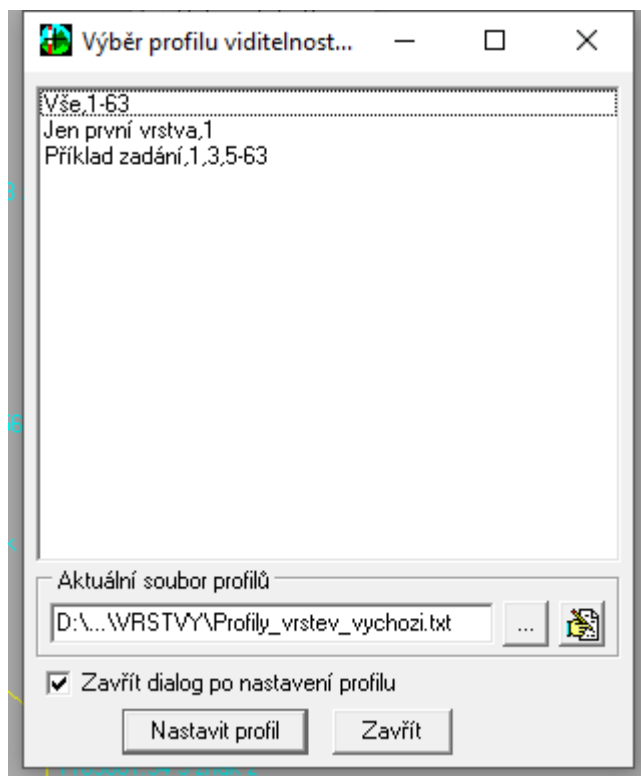 Výběr profilu viditelnost...
Vše,1-63
Jen první vrstva,1
Příklad zadání,1,3,5-63
Aktuální soubor profilů
D:\...\VRSTVY\Profily_vrstev_vychozi.txt
...
Zavřít dialog po nastavení profilu
Nastavit profil
Zavřít